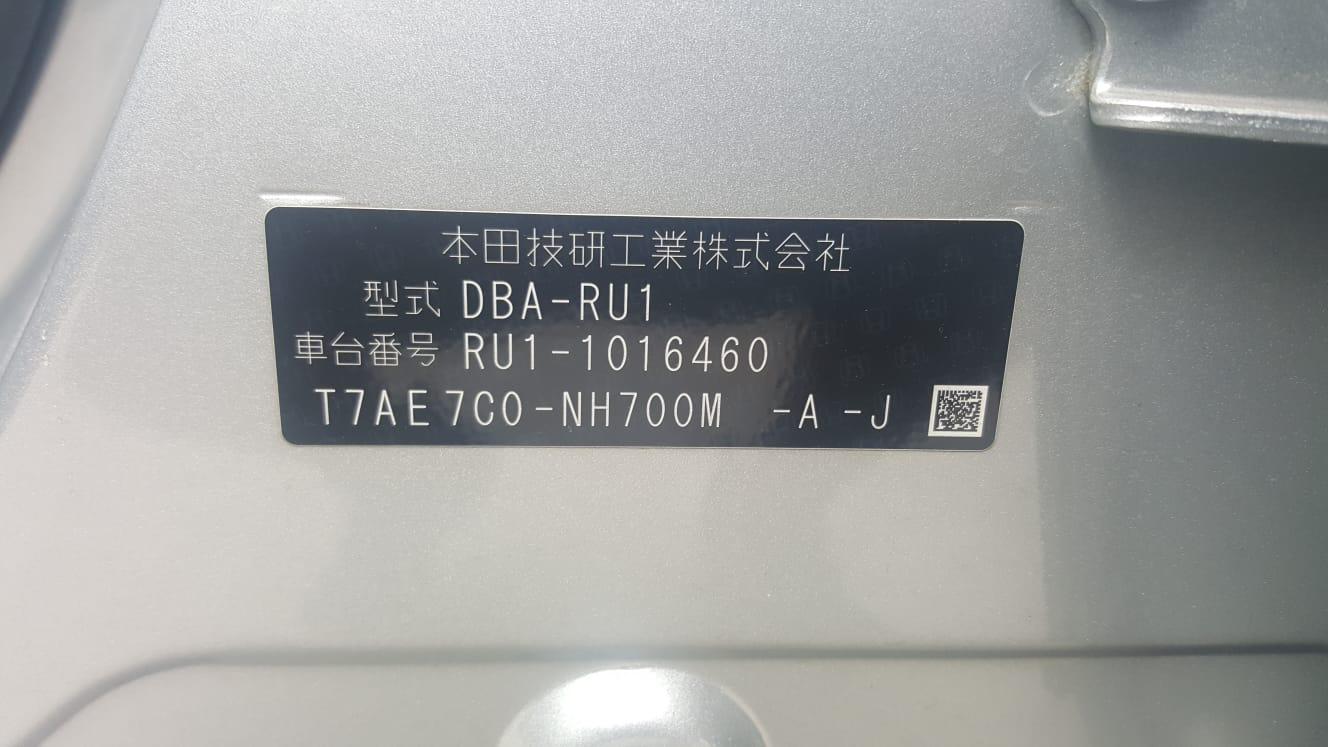 本田技研工業株式会社
型式 DBA-RU1
車台番号 RU1-1016460
T7AE7C0-NH700M -A -J